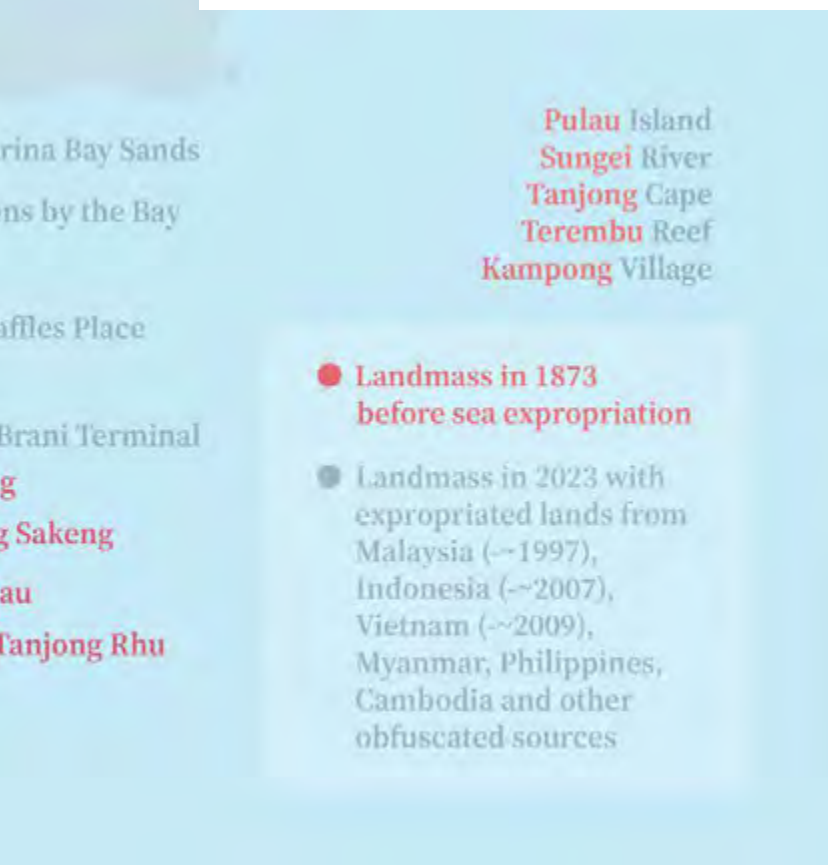 rina Bay Sands
ns by the Bay
affles Place
Brani Terminal
g
g Sakeng
au
Tanjong Rhu
Pulau Island
Sungei River
Tanjong Cape
Terembu Reef
Kampong Village
Landmass in 1873
before sea expropriation
Landmass in 2023 with
expropriated lands from
Malaysia (-~1997),
Indonesia (-~2007),
Vietnam (-~2009),
Myanmar, Philippines,
Cambodia and other
obfuscated sources